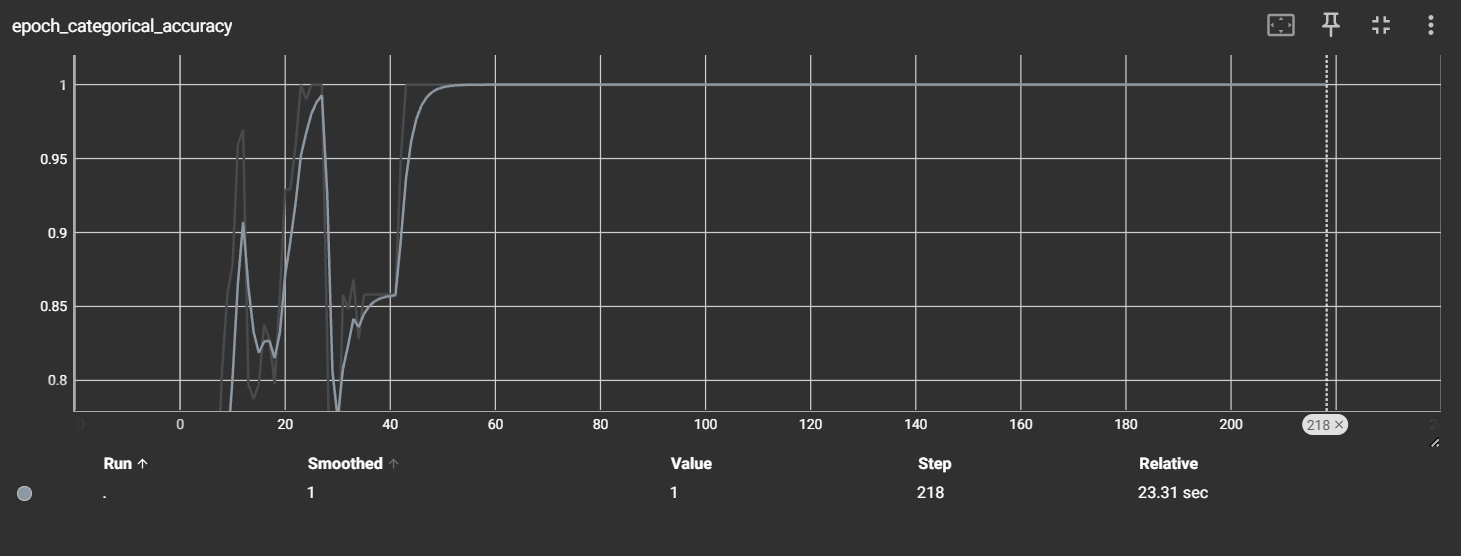 epoch_categorical_accuracy
1
0.95
0.9
0.85
0.8
0 20 40 60 80 100 120 140 160 180 200 218 ×
Run ↑ Smoothed ↑ Value Step Relative
. 1 1 218 23.31 sec